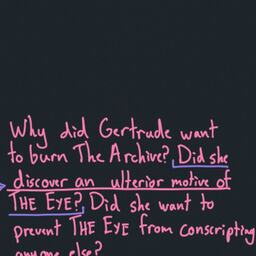 Why did Gertrude want
to burn The Archive? Did she
discover an ulterior motive of
THE EYE? Did she want to
prevent THE EYE from conscripting
anyone else?